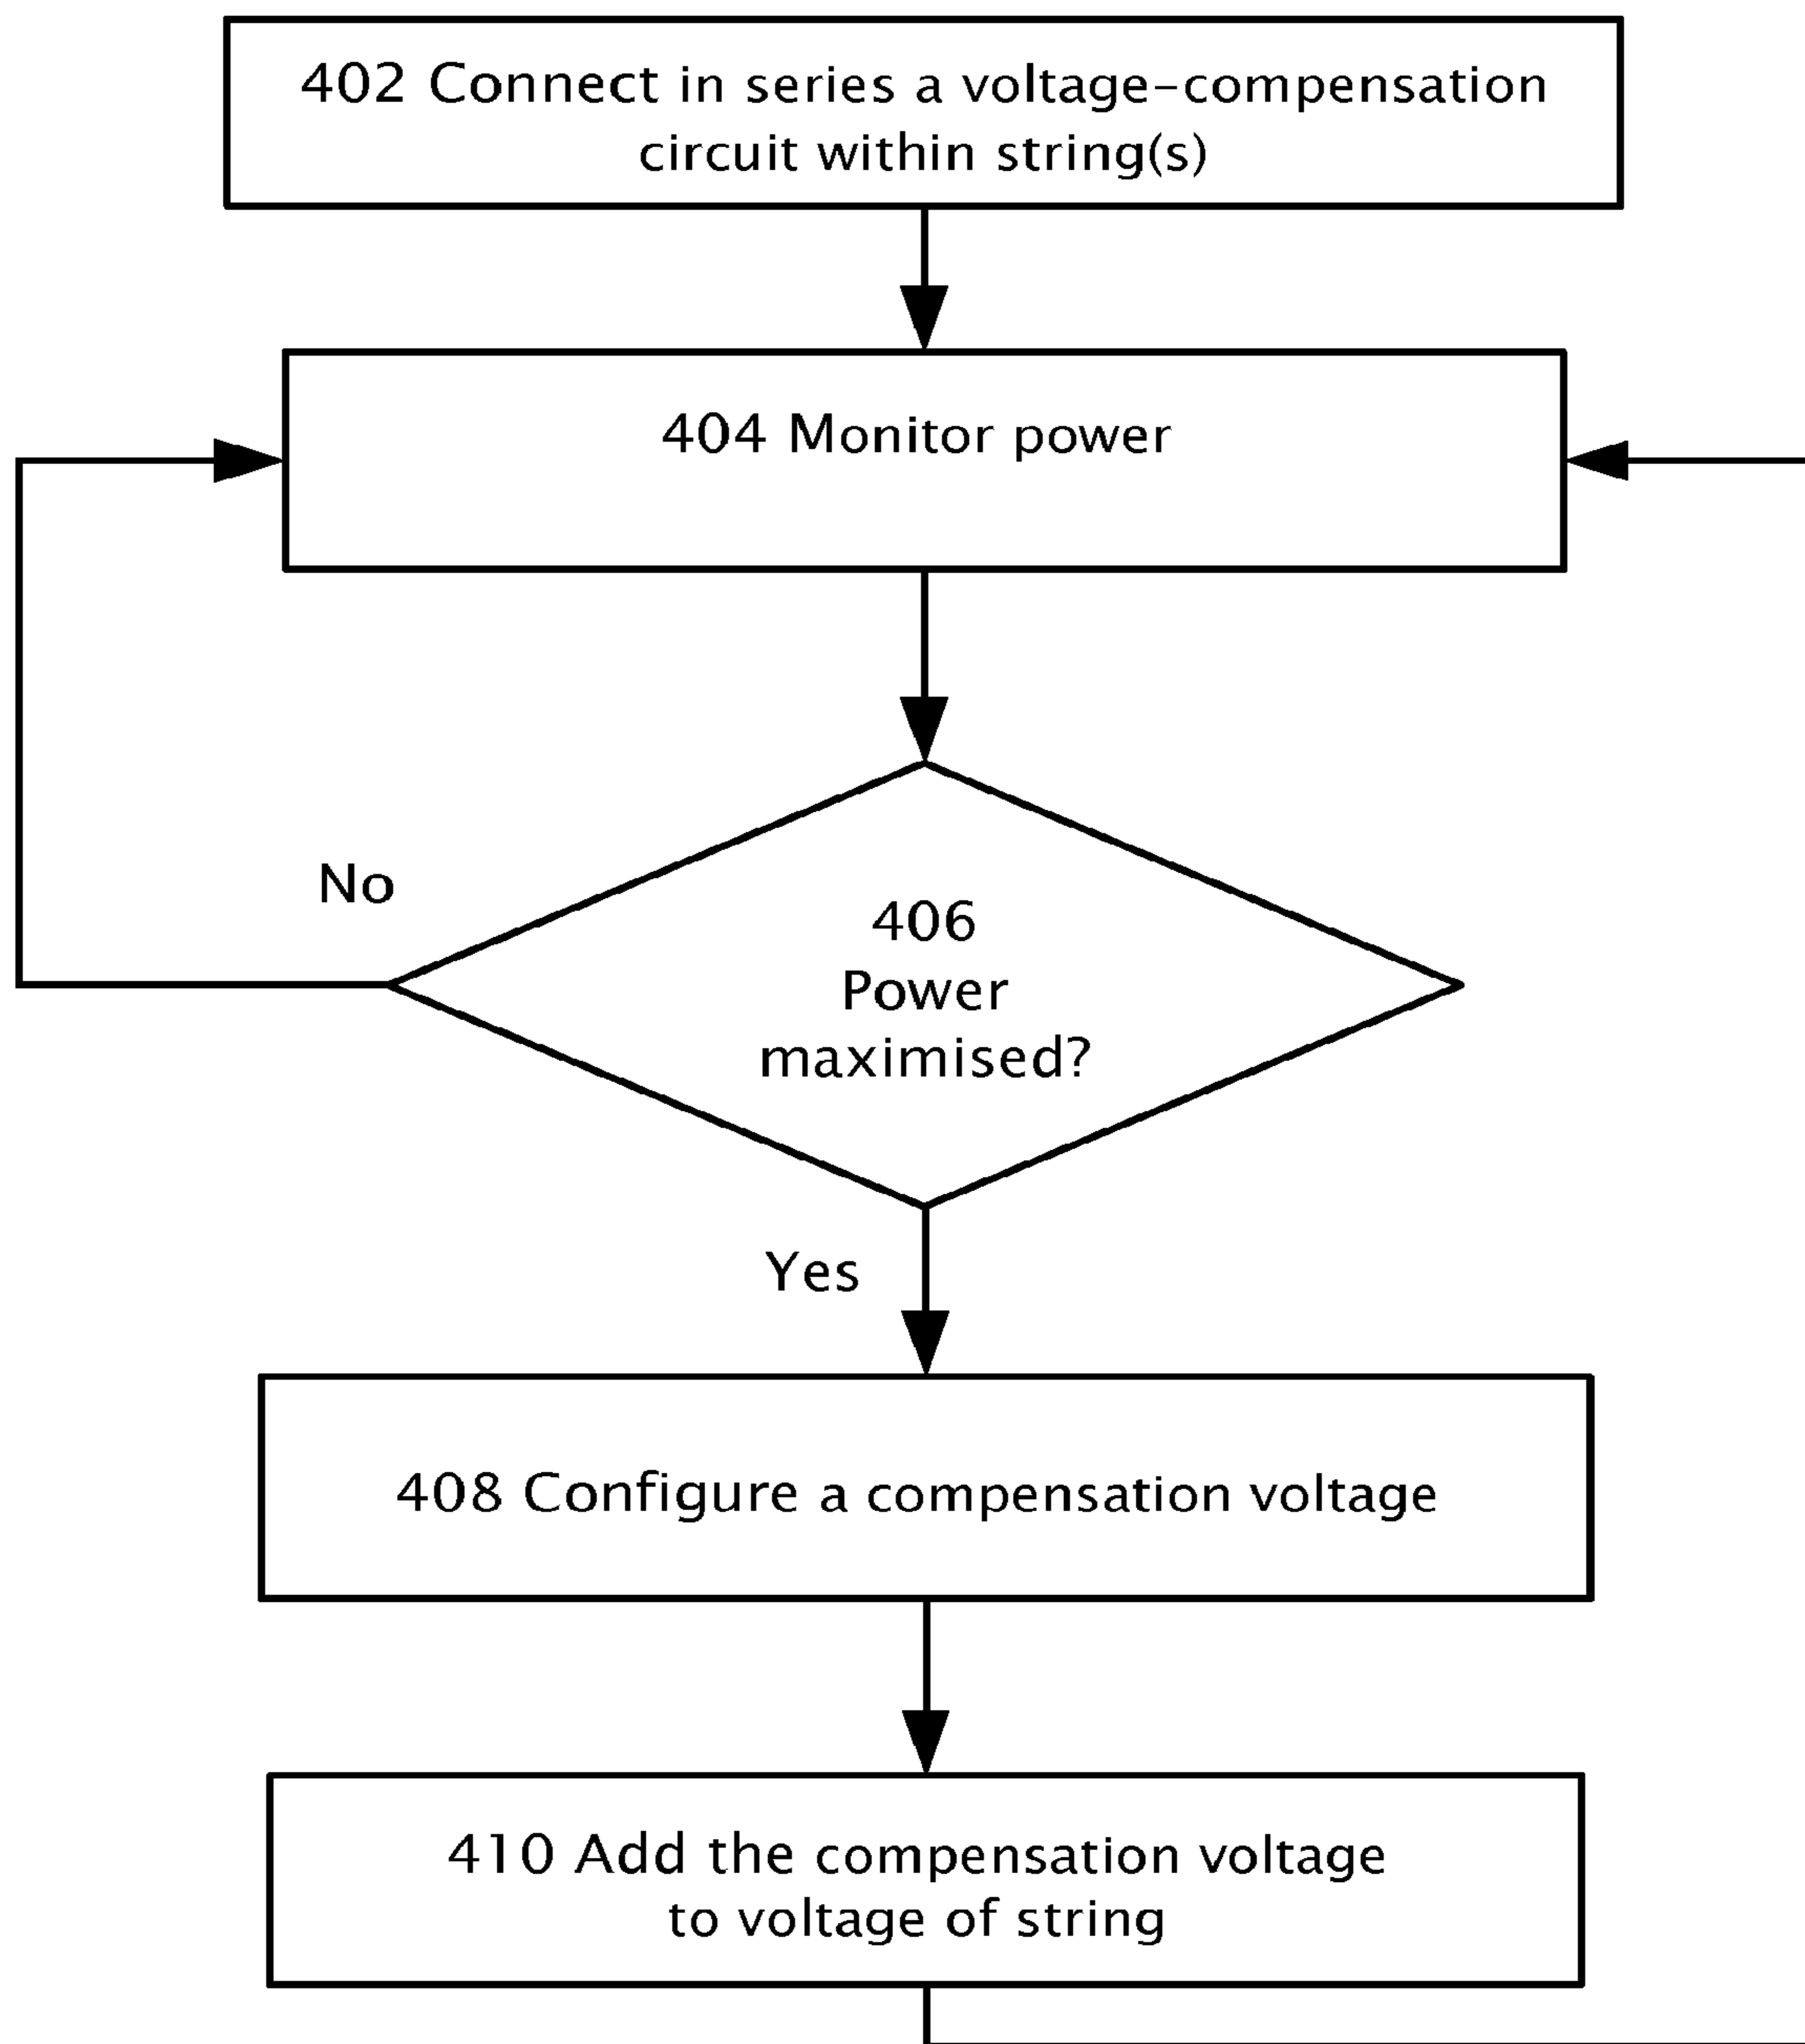 402 Connect in series a voltage-compensation
circuit within string(s)
404 Monitor power
No
406
Power
maximised?
Yes
408 Configure a compensation voltage
410 Add the compensation voltage
to voltage of string